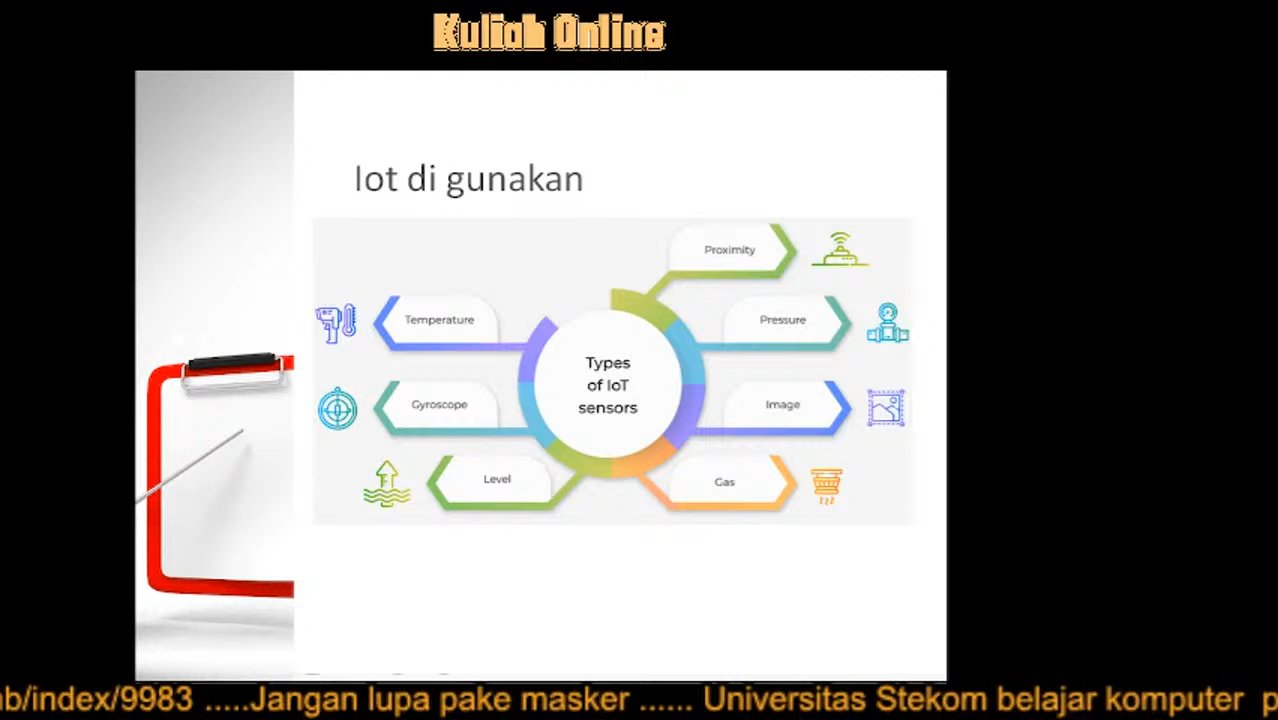 Kuliah Online
Iot di gunakan
Proximity
Temperature
Pressure
Types
of IoT
sensors
Gyroscope
Image
Level
Gas
/index/9983 .....Jangan lupa pake masker ...... Universitas Stekom belajar komputer